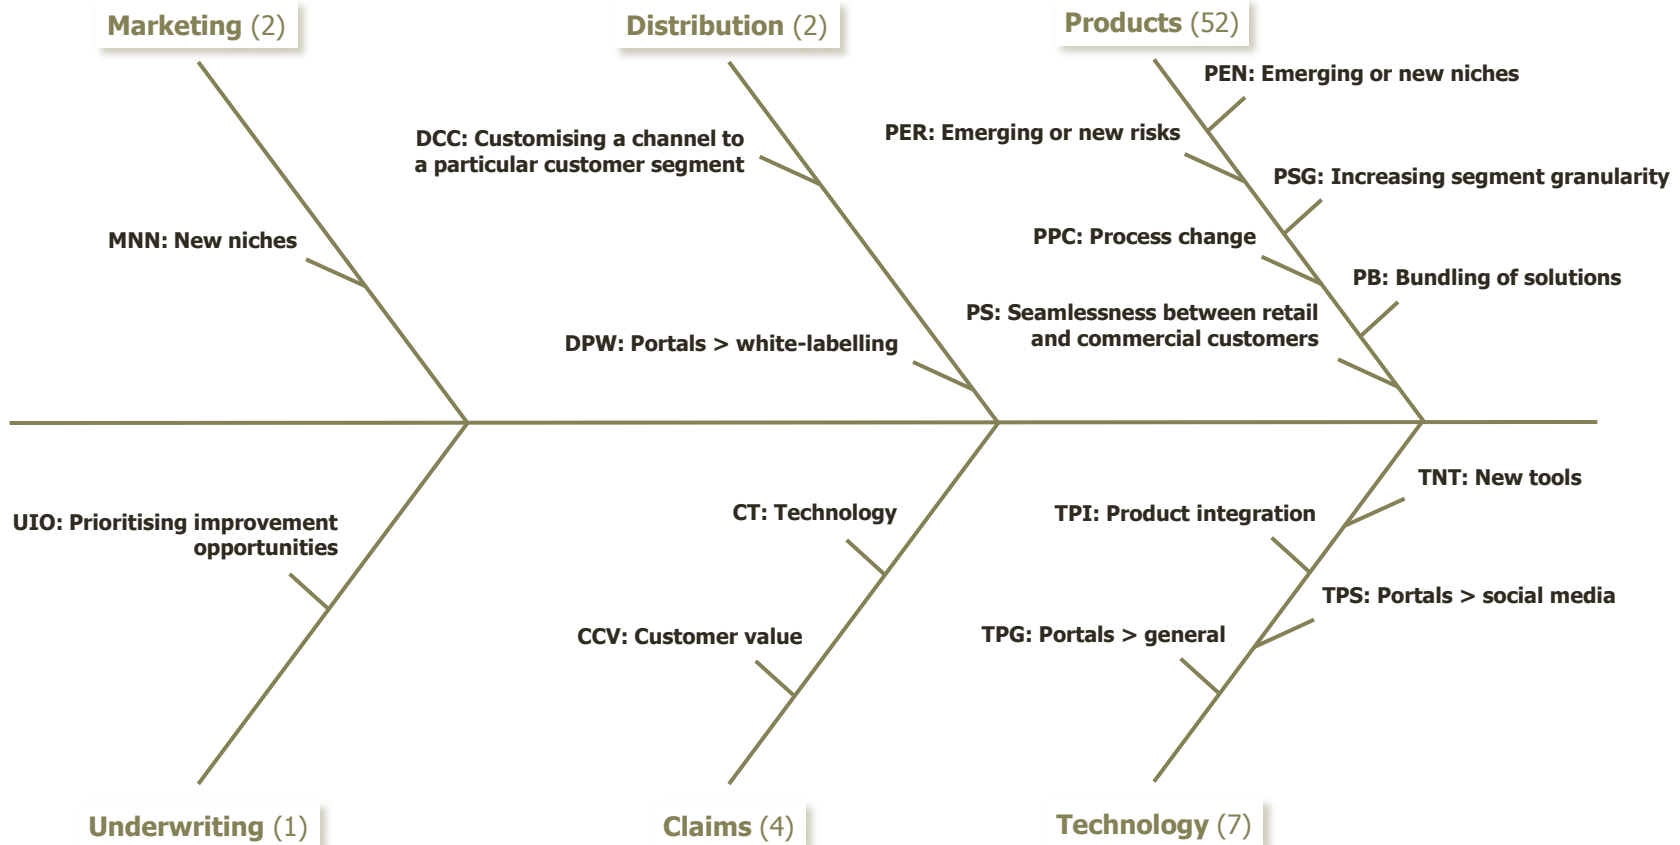 Marketing (2)
Distribution (2)
Products (52)
PEN: Emerging or new niches
DCC: Customising a channel to
a particular customer segment
PER: Emerging or new risks
PSG: Increasing segment granularity
MNN: New niches
PPC: Process change
PB: Bundling of solutions
PS: Seamlessness between retail
and commercial customers
DPW: Portals > white-labelling
TNT: New tools
UIO: Prioritising improvement
opportunities
CT: Technology
TPI: Product integration
TPS: Portals > social media
CCV: Customer value
TPG: Portals > general
Underwriting (1)
Claims (4)
Technology (7)